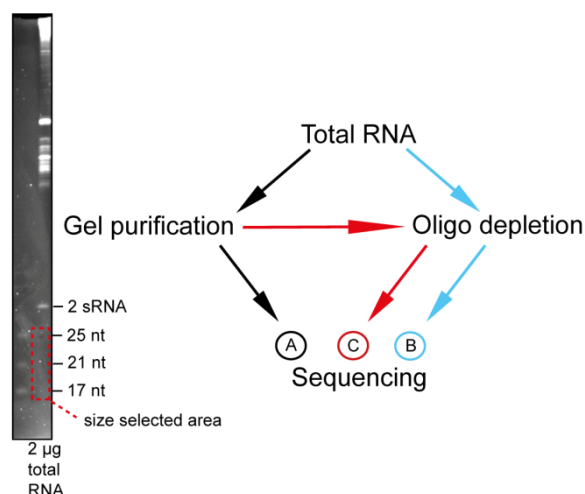 Total RNA
Gel purification
Oligo depletion
2 sRNA
25 nt
21 nt
17 nt
A
C
B
Sequencing
size selected area
2 µg
total
RNA